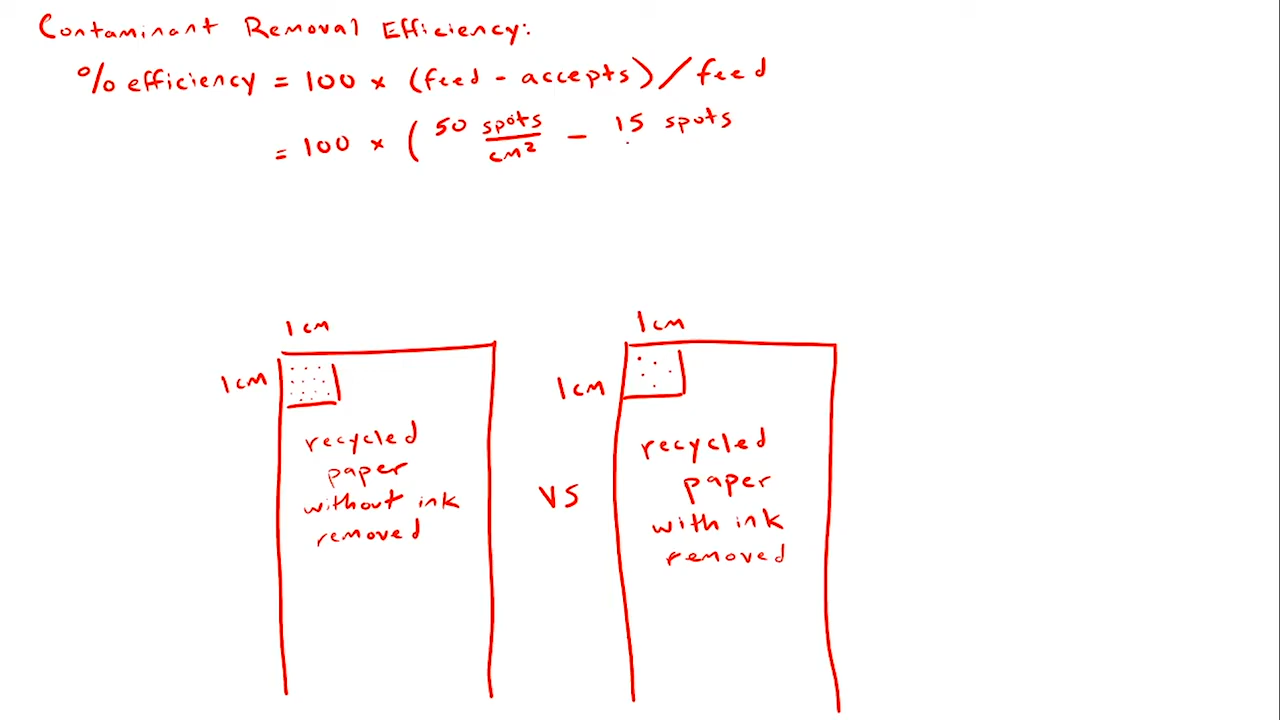 Contaminant Removal Efficiency:
% efficiency = 100 × (feed - accepts)/feed
= 100 × ( 50 spots/cm² - 15 spots
1 cm
1 cm
1 cm
1 cm
recycled
paper
without ink
removed
vs
recycled
paper
with ink
removed